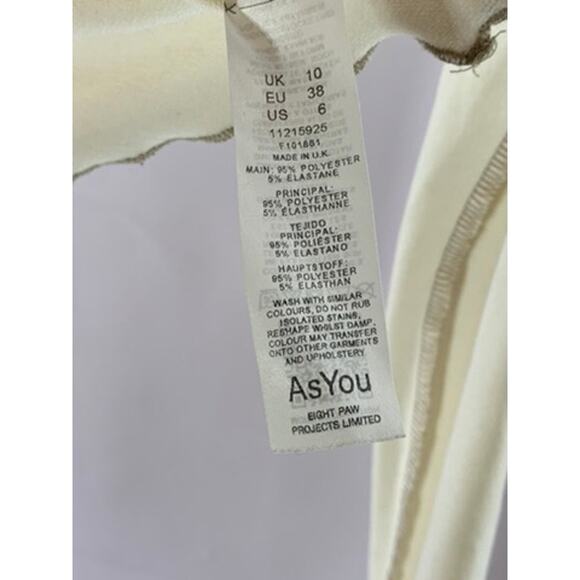 UK 10
EU 38
US 6
11215925
F101881
MADE IN U.K.
MAIN: 95% POLYESTER
5% ELASTANE
PRINCIPAL:
95% POLYESTER
5% ÉLASTHANNE
TEJIDO
PRINCIPAL:
95% POLIÉSTER
5% ELASTANO
HAUPTSTOFF:
95% POLYESTER
5% ELASTHAN
WASH WITH SIMILAR
COLOURS, DO NOT RUB
ISOLATED STAINS,
RESHAPE WHILST DAMP,
COLOUR MAY TRANSFER
ONTO OTHER GARMENTS
AND UPHOLSTERY
AsYou
EIGHT PAW
PROJECTS LIMITED